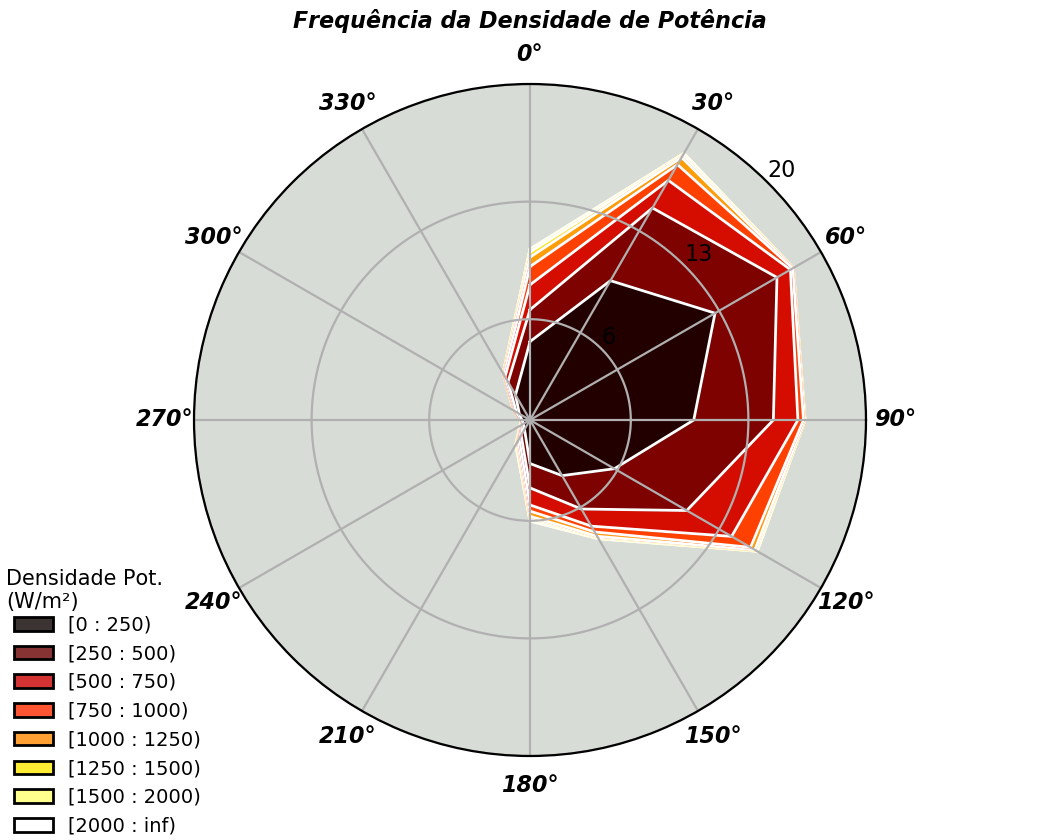 Frequência da Densidade de Potência
0°
330°
30°
20
300°
60°
13
6
270°
90°
240°
120°
210°
150°
180°
Densidade Pot.
(W/m²)
[0 : 250)
[250 : 500)
[500 : 750)
[750 : 1000)
[1000 : 1250)
[1250 : 1500)
[1500 : 2000)
[2000 : inf)